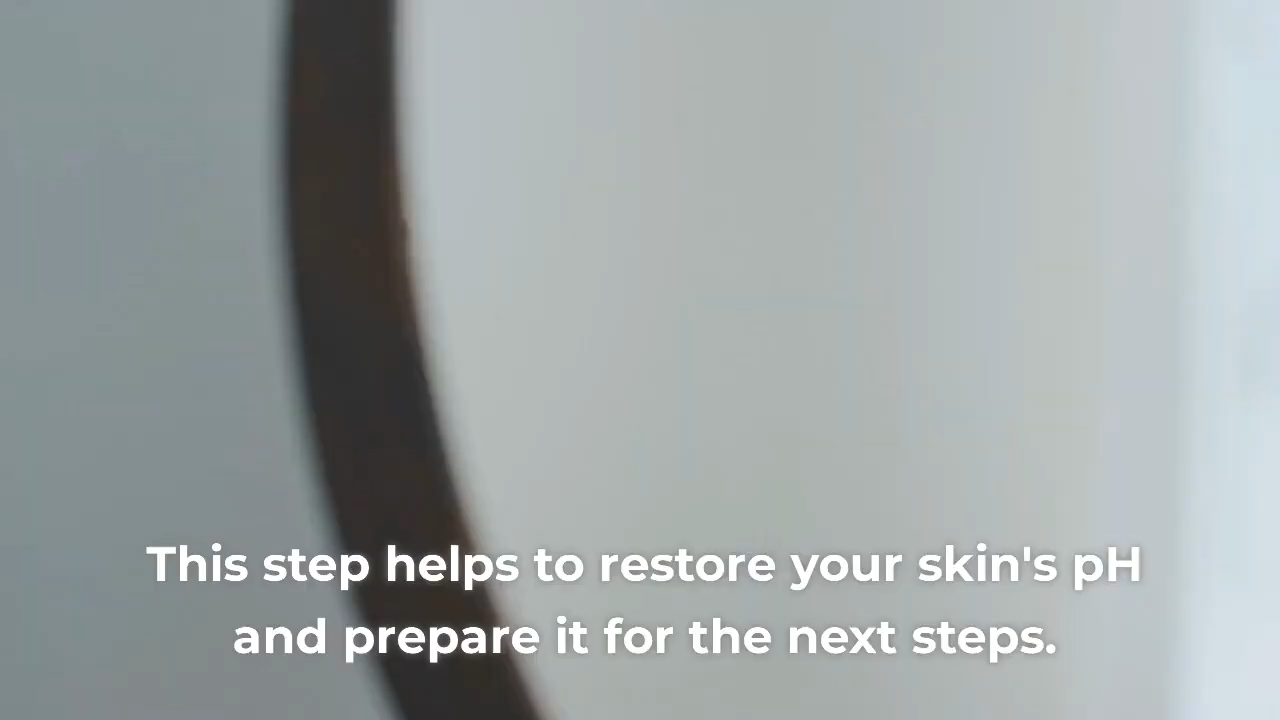 This step helps to restore your skin's pH
and prepare it for the next steps.